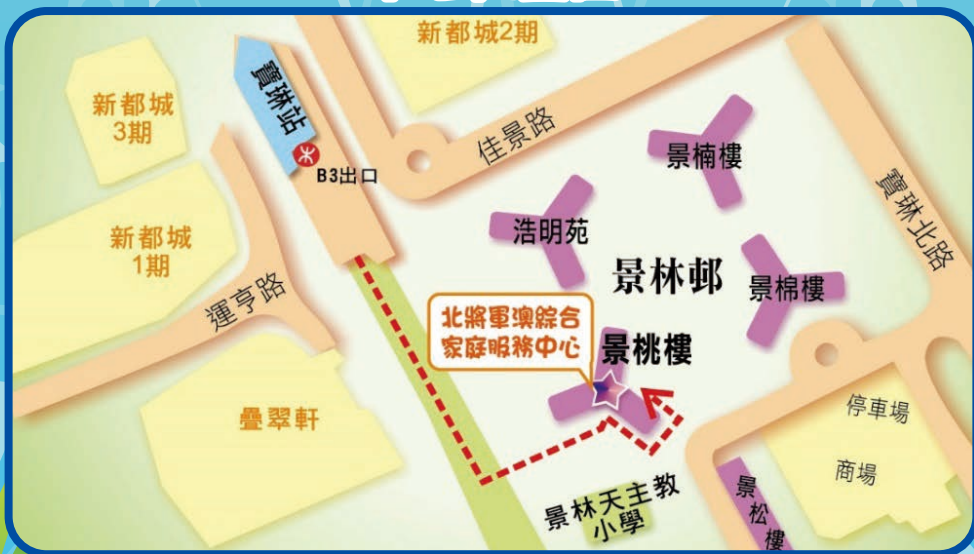 新都城2期
寶琳站
新都城
3期
B3出口
佳景路
景楠樓
寶琳北路
浩明苑
新都城
1期
景林邨
景棉樓
運亨路
北將軍澳綜合
家庭服務中心
景桃樓
疊翠軒
停車場
商場
景林天主教
小學
景松樓